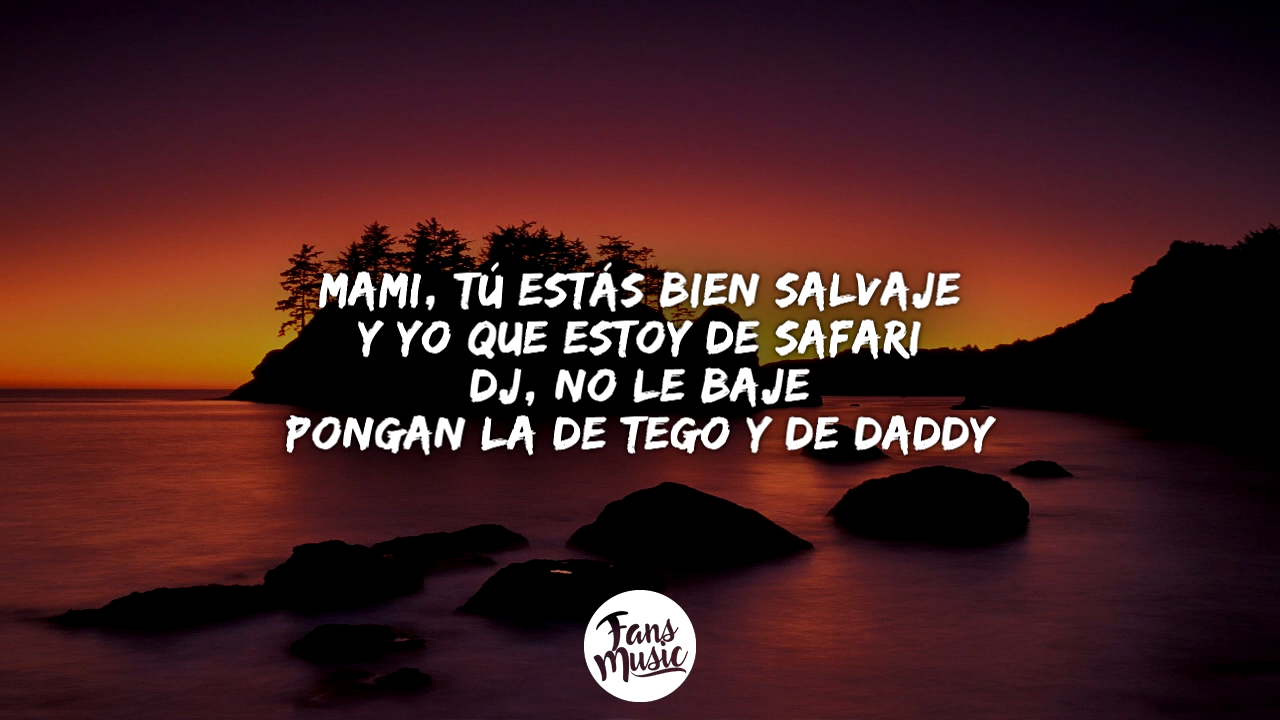 MAMI, TÚ ESTÁS BIEN SALVAJE
Y YO QUE ESTOY DE SAFARI
DJ, NO LE BAJE
PONGAN LA DE TEGO Y DE DADDY
Fans
Music